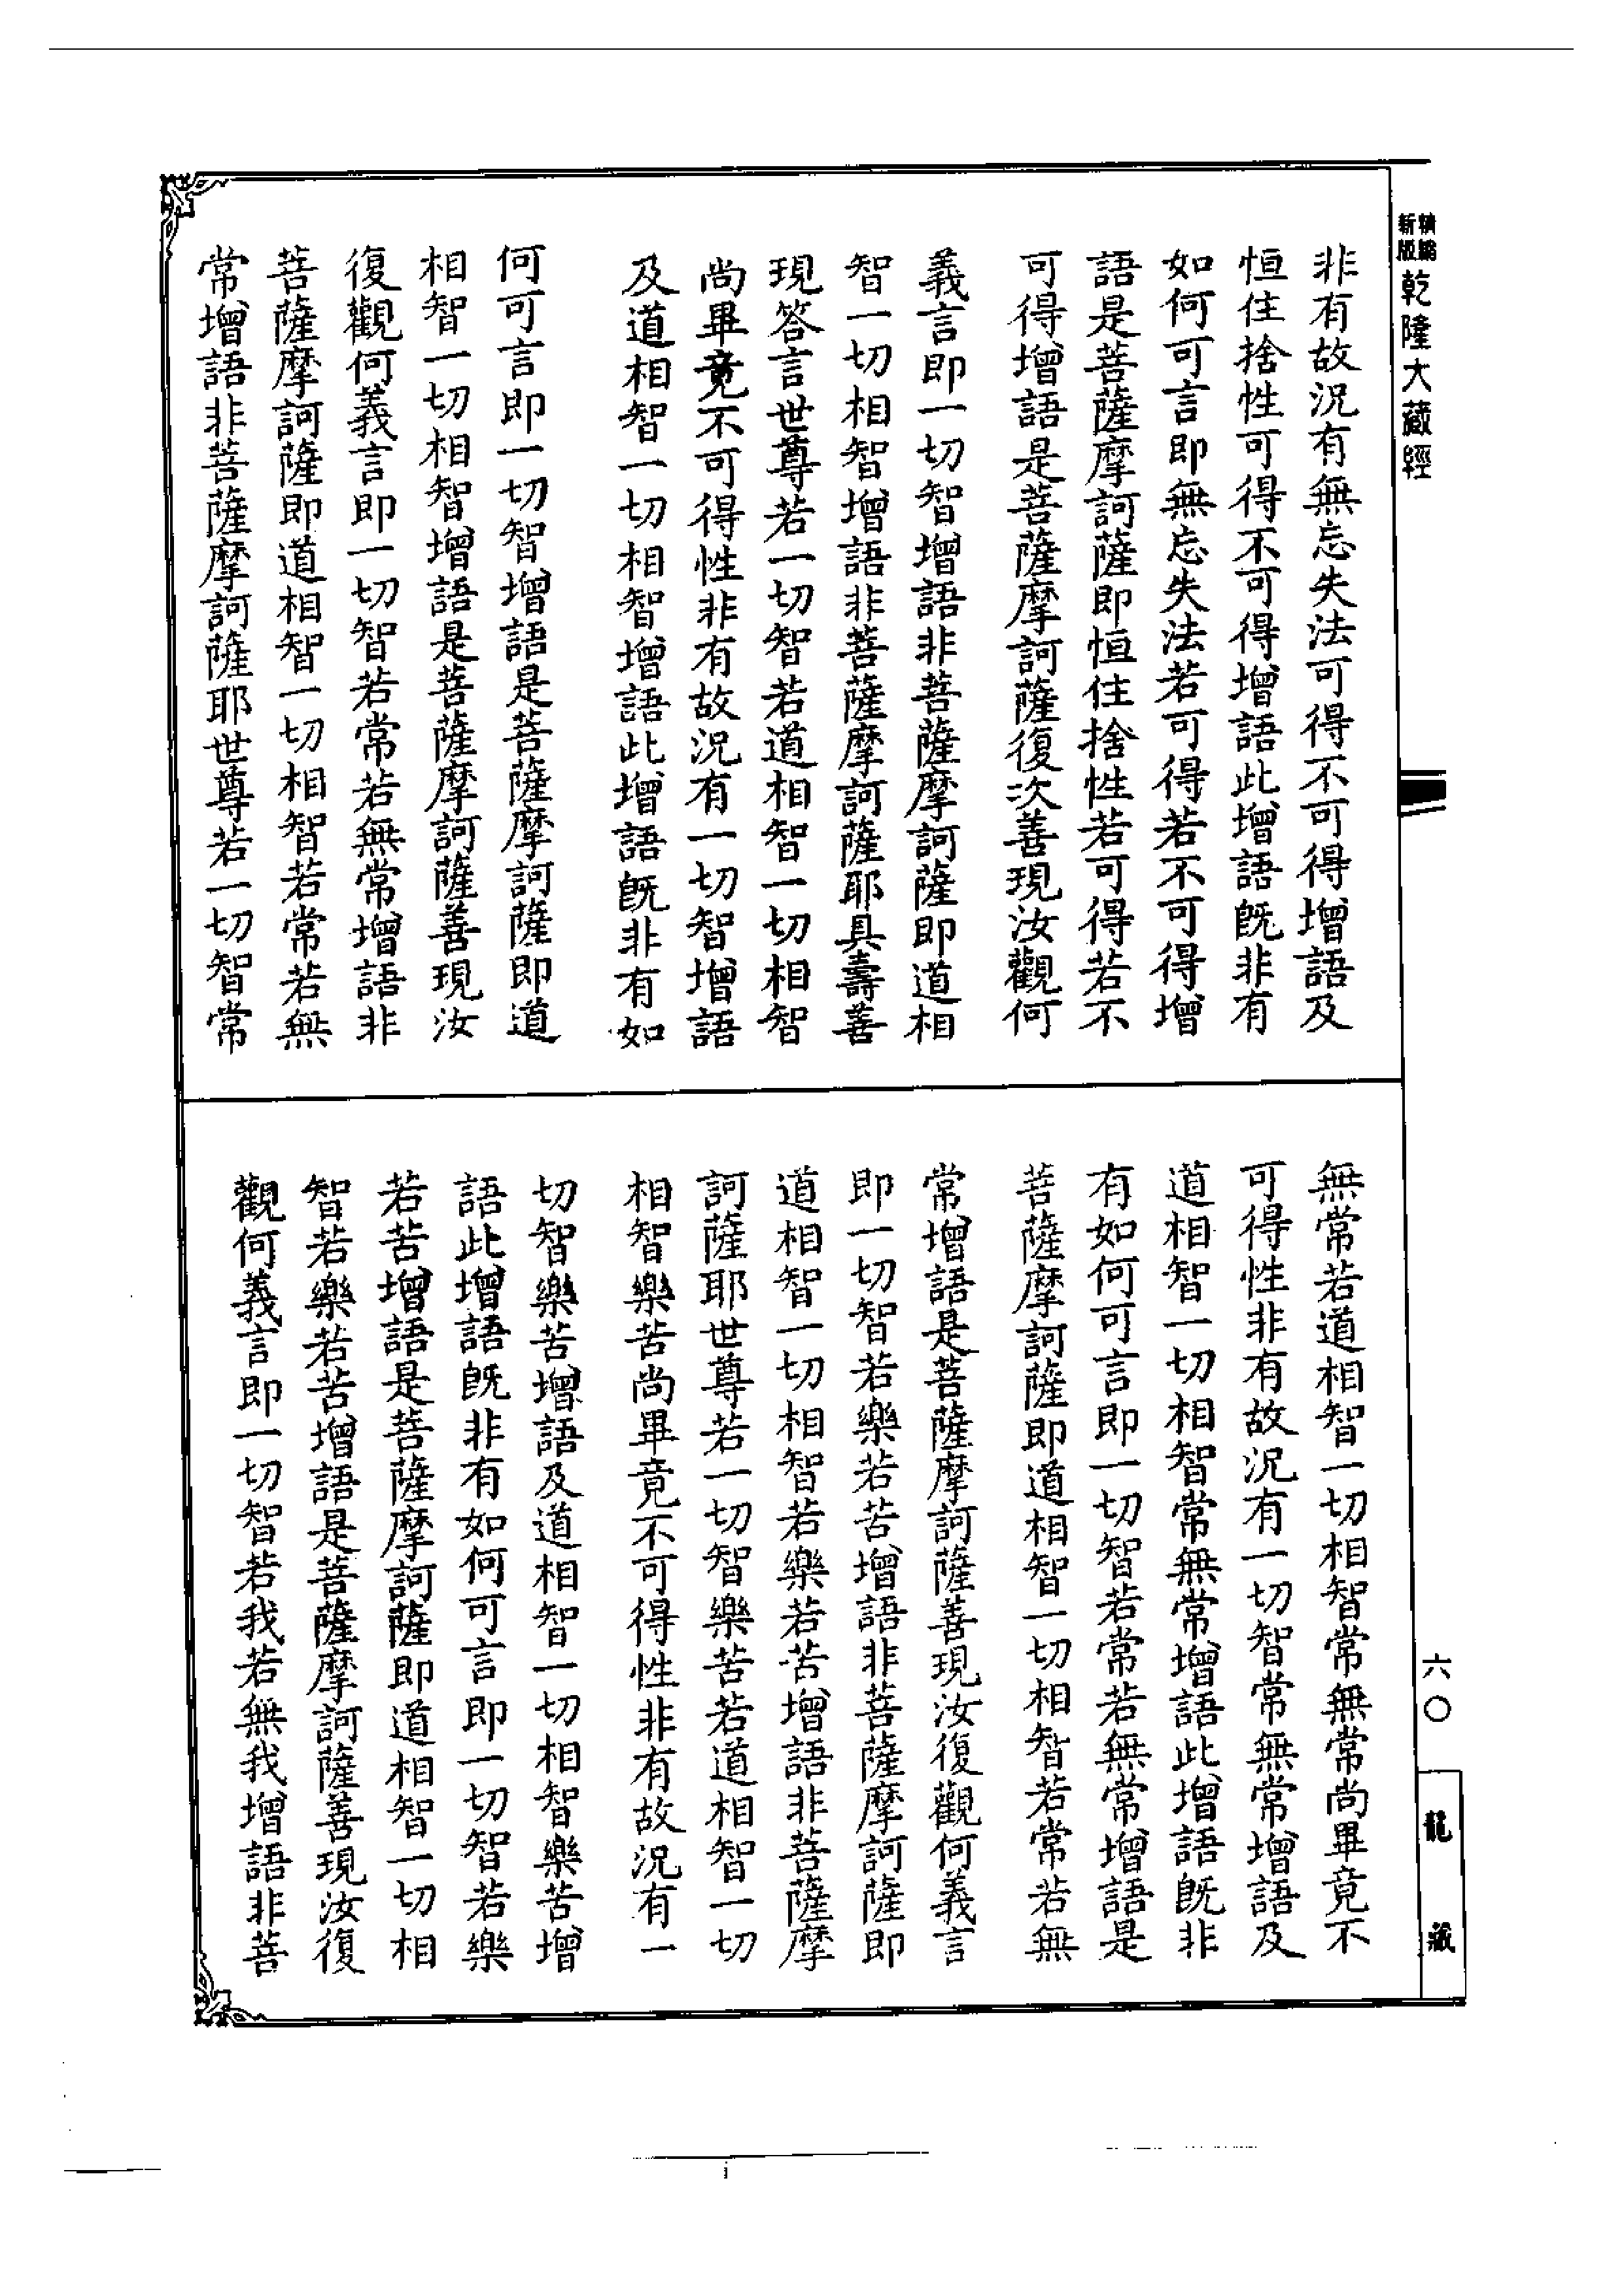 精縮
新版
乾隆大藏經
非有故況有無忘失法可得不可得增語及
恒住捨性可得不可得增語此增語旣非有
如何可言即無忘失法若可得若不可得增
語是菩薩摩訶薩即恒住捨性若可得若不
可得增語是菩薩摩訶薩復次善現汝觀何
義言即一切智增語非菩薩摩訶薩即道相
智一切相智增語非菩薩摩訶薩耶具壽善
現答言世尊若一切智若道相智一切相智
尚畢竟不可得性非有故況有一切智增語
及道相智一切相智增語此增語旣非有如
何可言即一切智增語是菩薩摩訶薩即道
相智一切相智增語是菩薩摩訶薩善現汝
復觀何義言即一切智若常若無常增語非
菩薩摩訶薩即道相智一切相智若常若無
常增語非菩薩摩訶薩耶世尊若一切智常
無常若道相智一切相智常無常尚畢竟不
可得性非有故況有一切智常無常增語及
道相智一切相智常無常增語此增語旣非
有如何可言即一切智若常若無常增語是
菩薩摩訶薩即道相智一切相智若常若無
常增語是菩薩摩訶薩善現汝復觀何義言
即一切智若樂若苦增語非菩薩摩訶薩即
道相智一切相智若樂若苦增語非菩薩摩
訶薩耶世尊若一切智樂苦若道相智一切
相智樂苦尚畢竟不可得性非有故況有一
切智樂苦增語及道相智一切相智樂苦增
語此增語旣非有如何可言即一切智若樂
若苦增語是菩薩摩訶薩即道相智一切相
智若樂若苦增語是菩薩摩訶薩善現汝復
觀何義言即一切智若我若無我增語非菩
六〇
龍藏